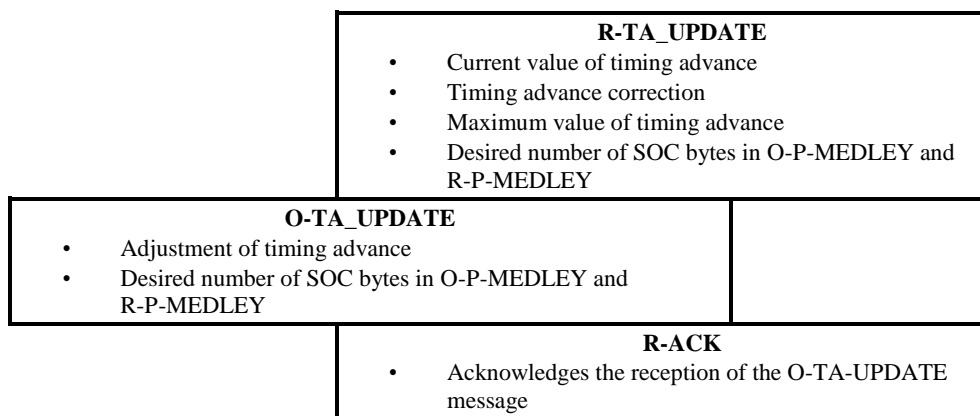 R-TA_UPDATE
• Current value of timing advance
• Timing advance correction
• Maximum value of timing advance
• Desired number of SOC bytes in O-P-MEDLEY and
R-P-MEDLEY
O-TA_UPDATE
• Adjustment of timing advance
• Desired number of SOC bytes in O-P-MEDLEY and
R-P-MEDLEY
R-ACK
• Acknowledges the reception of the O-TA-UPDATE
message